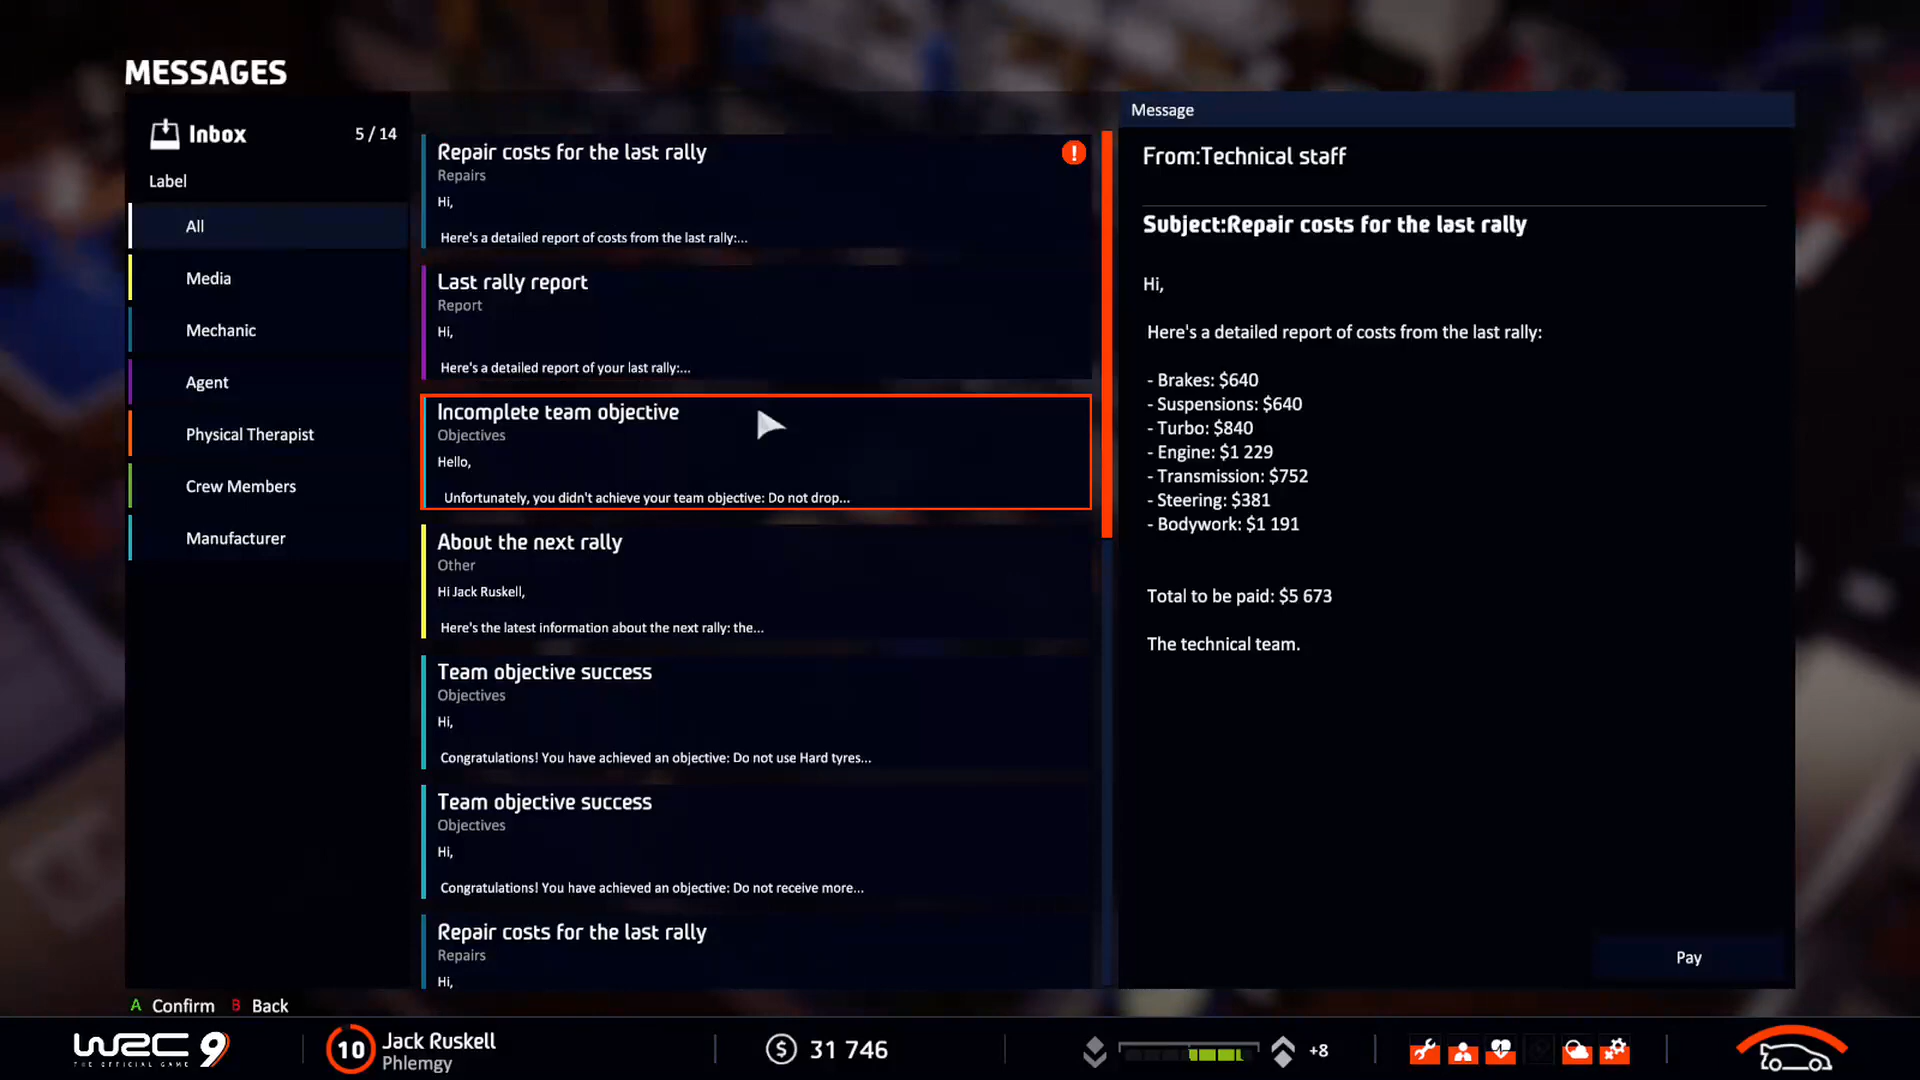 MESSAGES
Inbox
5 / 14
Label
All
Media
Mechanic
Agent
Physical Therapist
Crew Members
Manufacturer
Repair costs for the last rally
Repairs
Hi,
Here's a detailed report of costs from the last rally:...
Last rally report
Report
Hi,
Here's a detailed report of your last rally:...
Incomplete team objective
Objectives
Hello,
Unfortunately, you didn't achieve your team objective: Do not drop...
About the next rally
Other
Hi Jack Ruskell,
Here's the latest information about the next rally: the...
Team objective success
Objectives
Hi,
Congratulations! You have achieved an objective: Do not use Hard tyres...
Team objective success
Objectives
Hi,
Congratulations! You have achieved an objective: Do not receive more...
Repair costs for the last rally
Repairs
Hi,
Message
From:Technical staff
Subject:Repair costs for the last rally
Hi,
Here's a detailed report of costs from the last rally:
- Brakes: $640
- Suspensions: $640
- Turbo: $840
- Engine: $1 229
- Transmission: $752
- Steering: $381
- Bodywork: $1 191
Total to be paid: $5 673
The technical team.
Pay
A Confirm B Back
WRC 9
THE OFFICIAL GAME
10
Jack Ruskell
Phlemgy
$ 31 746
+8